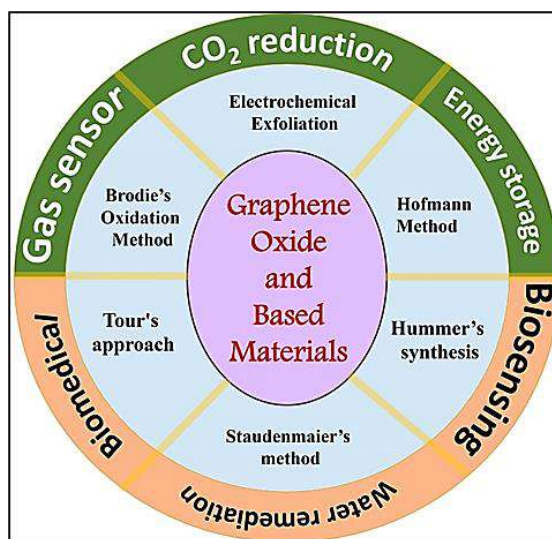 CO₂ reduction
Energy storage
Biosensing
Water remediation
Biomedical
Gas sensor
Electrochemical
Exfoliation
Hofmann
Method
Hummer's
synthesis
Staudenmaier's
method
Tour's
approach
Brodie's
Oxidation
Method
Graphene
Oxide
and
Based
Materials